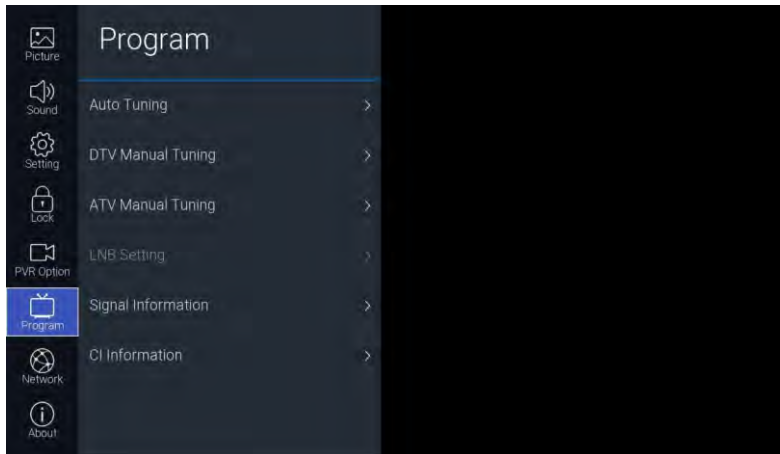 Picture
Sound
Setting
Lock
PVR Option
Program
Network
About
Program
Auto Tuning
DTV Manual Tuning
ATV Manual Tuning
LNB Setting
Signal Information
CI Information